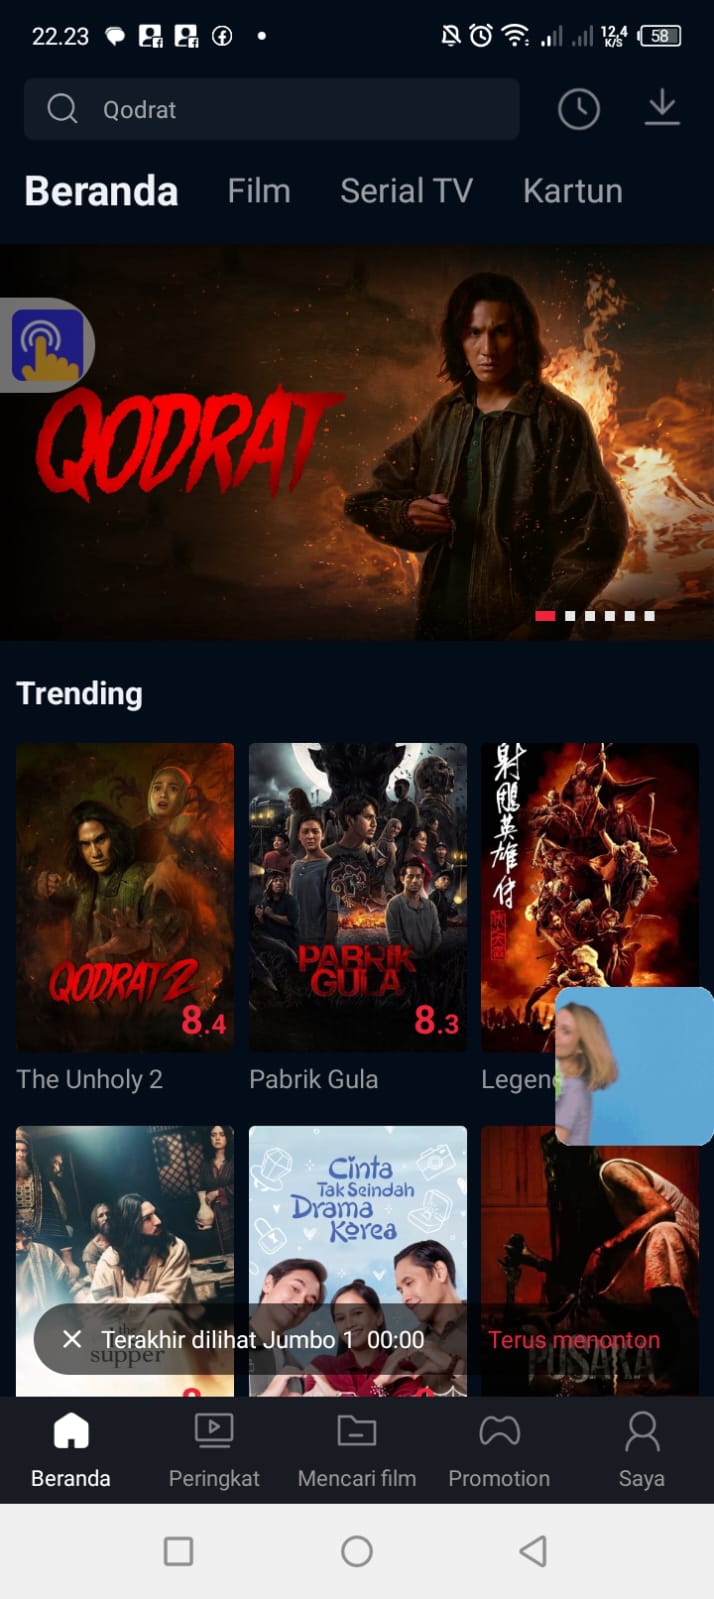 22.23
12,4
K/S
58
Qodrat
Beranda Film Serial TV Kartun
QODRAT
Trending
QODRAT 2
8.4
PABRIK
GULA
8.3
射鵰英雄传
The Unholy 2
Pabrik Gula
Legend
Cinta
Tak Seindah
Drama
Korea
the
supper
PUSARA
Terakhir dilihat Jumbo 1 00:00 Terus menonton
Beranda Peringkat Mencari film Promotion Saya